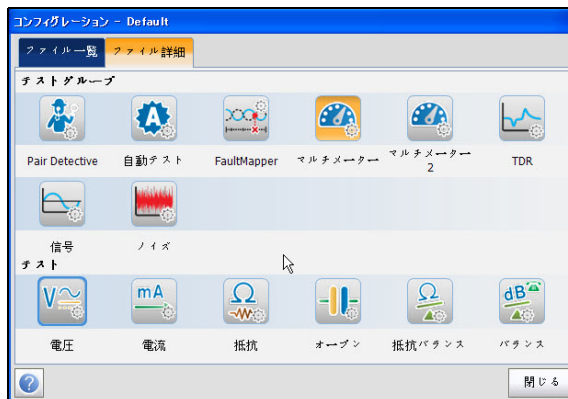 コンフィグレーション - Default
ファイル一覧 ファイル詳細
テストグループ
A
Pair Detective 自動テスト FaultMapper マルチメーター マルチメーター 2 TDR
信号 ノイズ
テスト
V mA Ω Ω dB
電圧 電流 抵抗 オープン 抵抗バランス バランス
? 閉じる